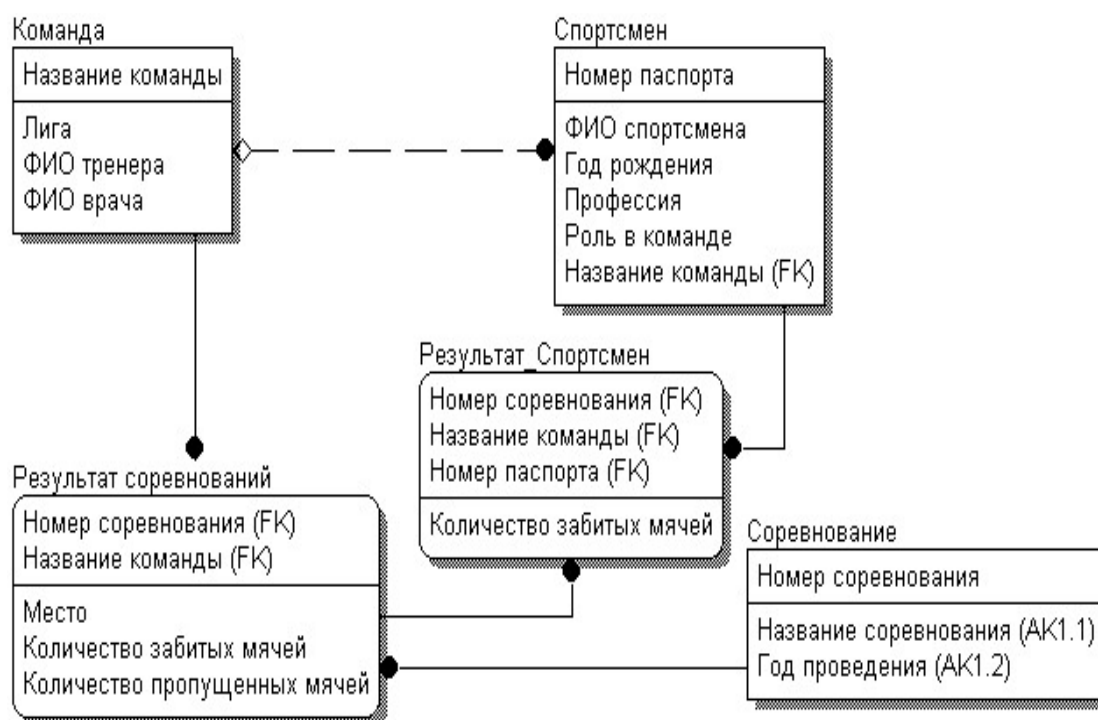 Команда
Название команды
Лига
ФИО тренера
ФИО врача
Спортсмен
Номер паспорта
ФИО спортсмена
Год рождения
Профессия
Роль в команде
Название команды (FK)
Результат_Спортсмен
Номер соревнования (FK)
Название команды (FK)
Номер паспорта (FK)
Количество забитых мячей
Результат соревнований
Номер соревнования (FK)
Название команды (FK)
Место
Количество забитых мячей
Количество пропущенных мячей
Соревнование
Номер соревнования
Название соревнования (AK1.1)
Год проведения (AK1.2)